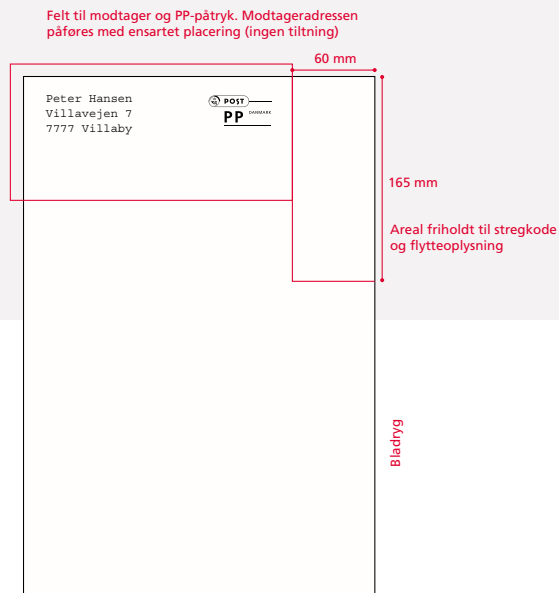 Felt til modtager og PP-påtryk. Modtageradressen
påføres med ensartet placering (ingen tiltning)
60 mm
Peter Hansen
Villavejen 7
7777 Villaby
POST
PP DANMARK
165 mm
Areal friholdt til stregkode
og flytteoplysning
Bladryg